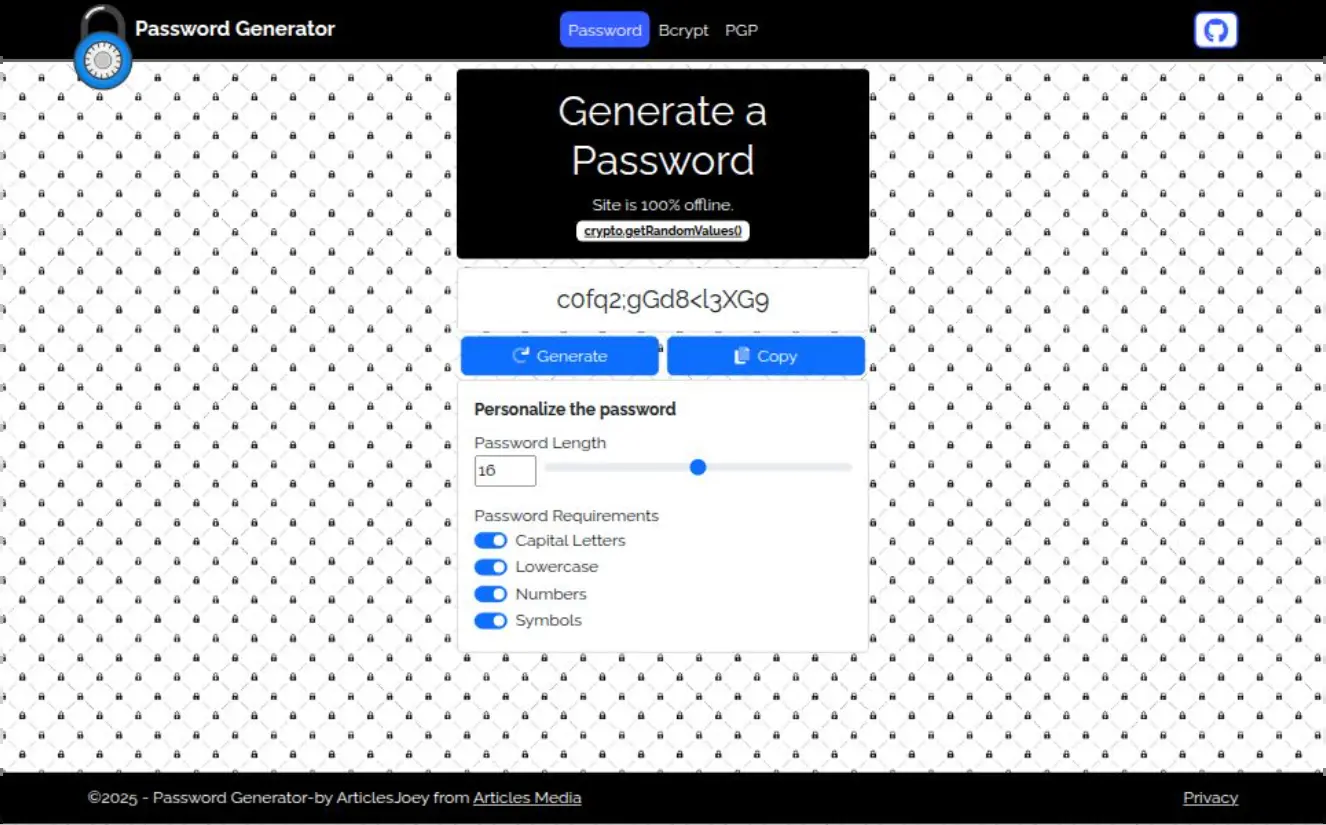 Password Generator
Password Bcrypt PGP
Generate a
Password
Site is 100% offline.
crypto.getRandomValues()
c0fq2;gGd8<l3XG9
Generate
Copy
Personalize the password
Password Length
16
Password Requirements
Capital Letters
Lowercase
Numbers
Symbols
©2025 - Password Generator-by ArticlesJoey from Articles Media
Privacy